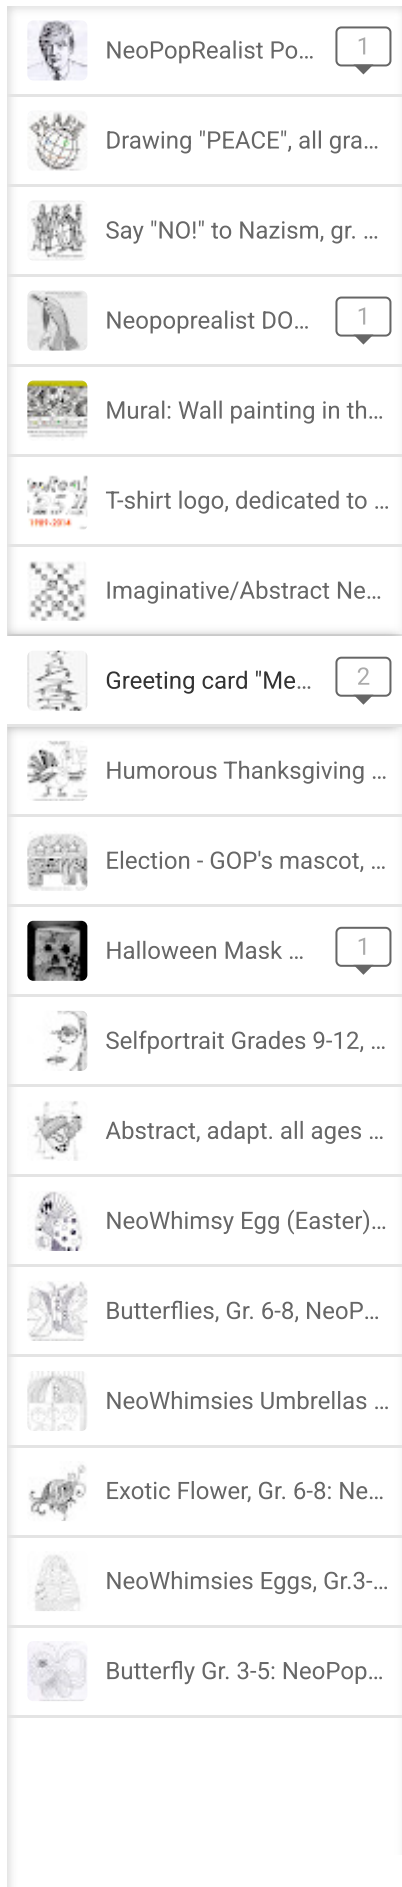 NeoPopRealist Po... 1
Drawing "PEACE", all gra...
Say "NO!" to Nazism, gr. ...
Neopoprealist DO... 1
Mural: Wall painting in th...
T-shirt logo, dedicated to ...
1989-2014
Imaginative/Abstract Ne...
Greeting card "Me... 2
Humorous Thanksgiving ...
Election - GOP's mascot, ...
Halloween Mask ... 1
Selfportrait Grades 9-12, ...
Abstract, adapt. all ages ...
NeoWhimsy Egg (Easter)...
Butterflies, Gr. 6-8, NeoP...
NeoWhimsies Umbrellas ...
Exotic Flower, Gr. 6-8: Ne...
NeoWhimsies Eggs, Gr.3-...
Butterfly Gr. 3-5: NeoPop...